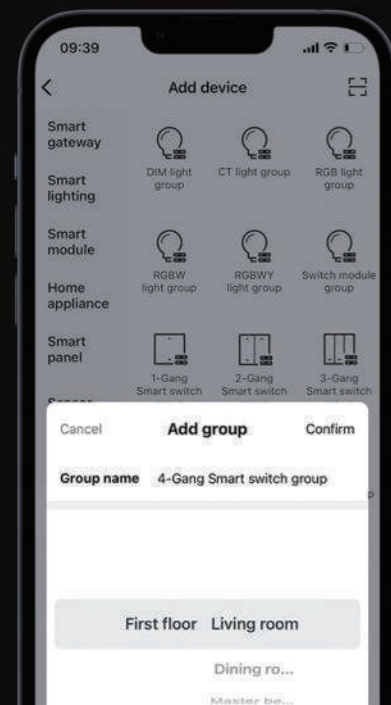 09:39
Add device
Smart
gateway
Smart
lighting
Smart
module
Home
appliance
Smart
panel
DIM light
group
CT light group
RGB light
group
RGBW
light group
RGBWY
light group
Switch module
group
1-Gang
Smart switch
2-Gang
Smart switch
3-Gang
Smart switch
Cancel
Add group
Confirm
Group name
4-Gang Smart switch group
First floor
Living room
Dining ro...
Master be...